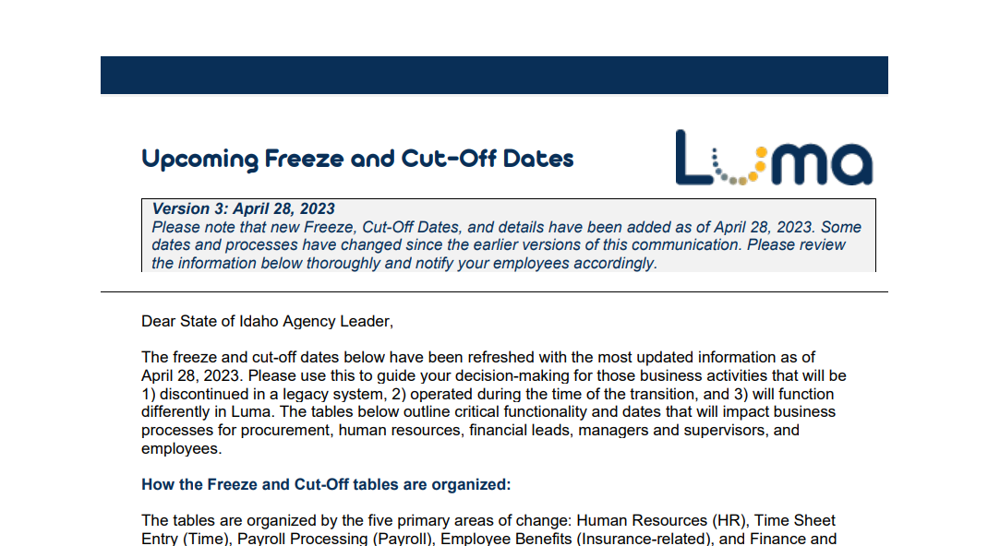 Upcoming Freeze and Cut-Off Dates
Luma
Version 3: April 28, 2023
Please note that new Freeze, Cut-Off Dates, and details have been added as of April 28, 2023. Some
dates and processes have changed since the earlier versions of this communication. Please review
the information below thoroughly and notify your employees accordingly.
Dear State of Idaho Agency Leader,
The freeze and cut-off dates below have been refreshed with the most updated information as of
April 28, 2023. Please use this to guide your decision-making for those business activities that will be
1) discontinued in a legacy system, 2) operated during the time of the transition, and 3) will function
differently in Luma. The tables below outline critical functionality and dates that will impact business
processes for procurement, human resources, financial leads, managers and supervisors, and
employees.
How the Freeze and Cut-Off tables are organized:
The tables are organized by the five primary areas of change: Human Resources (HR), Time Sheet
Entry (Time), Payroll Processing (Payroll), Employee Benefits (Insurance-related), and Finance and